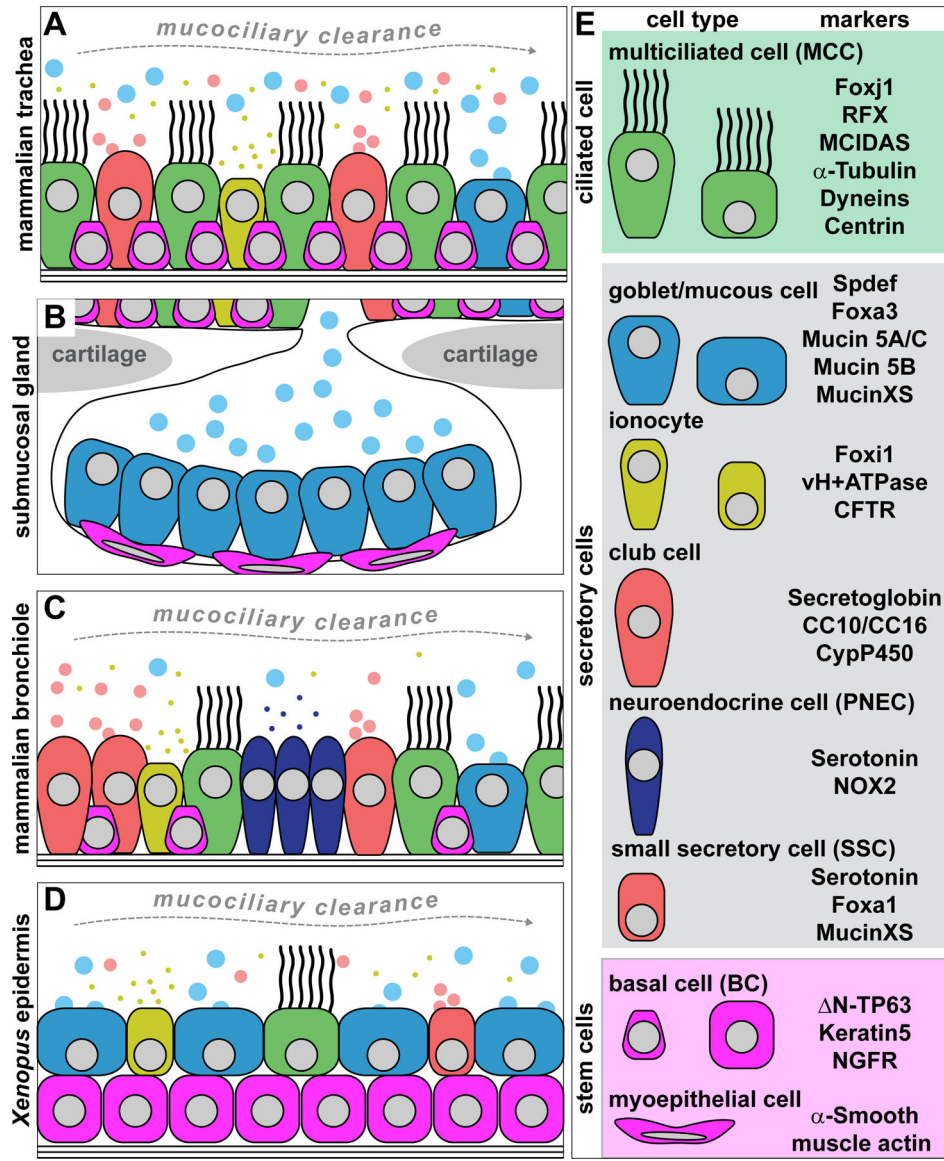 A
mucociliary clearance
mammalian trachea
B
cartilage
cartilage
submucosal gland
C
mucociliary clearance
mammalian bronchiole
D
mucociliary clearance
Xenopus epidermis
E
cell type
markers
ciliated cell
multiciliated cell (MCC)
Foxj1
RFX
MCIDAS
α-Tubulin
Dyneins
Centrin
secretory cells
goblet/mucous cell
Spdef
Foxa3
Mucin 5A/C
Mucin 5B
MucinXS
ionocyte
Foxi1
vH+ATPase
CFTR
club cell
Secretoglobin
CC10/CC16
CypP450
neuroendocrine cell (PNEC)
Serotonin
NOX2
small secretory cell (SSC)
Serotonin
Foxa1
MucinXS
stem cells
basal cell (BC)
ΔN-TP63
Keratin5
NGFR
myoepithelial cell
α-Smooth
muscle actin